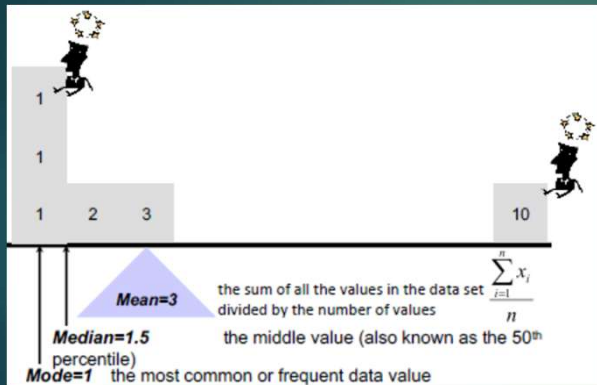 1
1
1 2 3 10
Mean=3 the sum of all the values in the data set
divided by the number of values
n
∑ xᵢ
i=1
n
Median=1.5 the middle value (also known as the 50th
percentile)
Mode=1 the most common or frequent data value